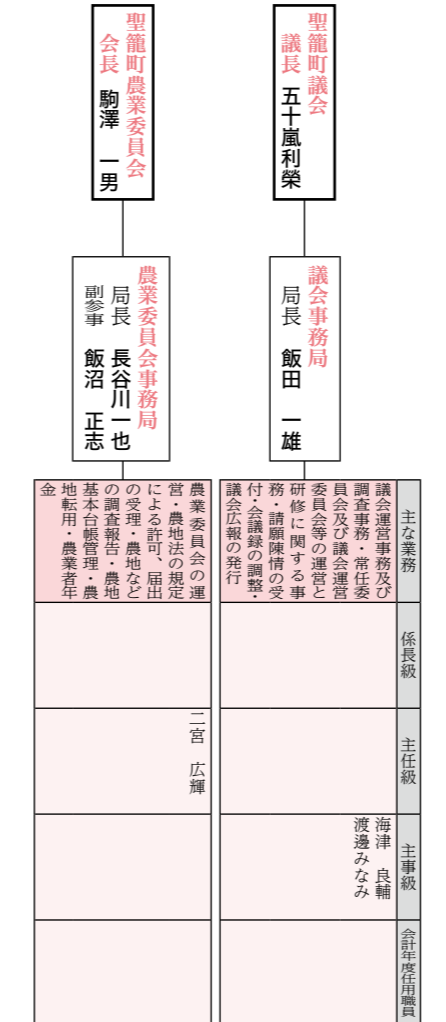 聖籠町議会
議長 五十嵐利榮
議会事務局
局長 飯田 一雄
主な業務
係長級
主任級
主事級
会計年度任用職員
議会運営事務及び
調査事務・常任委
員会及び議会運営
委員会等の運営と
研修に関する事
務・請願陳情の受
付・会議録の調整・
議会広報の発行
海津 良輔
渡邊みなみ
聖籠町農業委員会
会長 駒澤 一男
農業委員会事務局
局長 長谷川一也
副参事 飯沼 正志
農業委員会の運
営・農地法の規定
による許可、届出
の受理・農地など
の調査報告・農地
基本台帳管理・農
地転用・農業者年
金
二宮 広輝